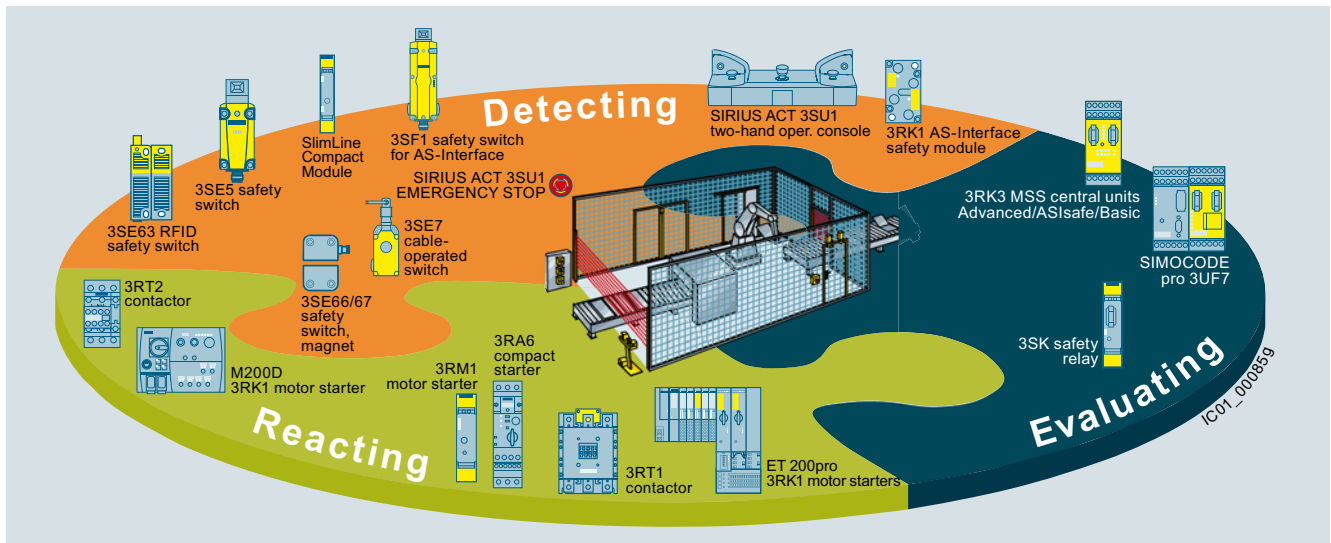 Detecting
SIRIUS ACT 3SU1
two-hand oper. console
3RK1 AS-Interface
safety module
SlimLine
Compact
Module
3SF1 safety switch
for AS-Interface
SIRIUS ACT 3SU1
EMERGENCY STOP
3SE5 safety
switch
3SE63 RFID
safety switch
3SE7
cable-
operated
switch
3SE66/67
safety
switch,
magnet
3RK3 MSS central units
Advanced/ASIsafe/Basic
SIMOCODE
pro 3UF7
3SK safety
relay
Evaluating
IC01_00085g
3RT2
contactor
M200D
3RK1 motor starter
3RM1
motor starter
3RA6
compact
starter
3RT1
contactor
ET 200pro
3RK1 motor starters
Reacting